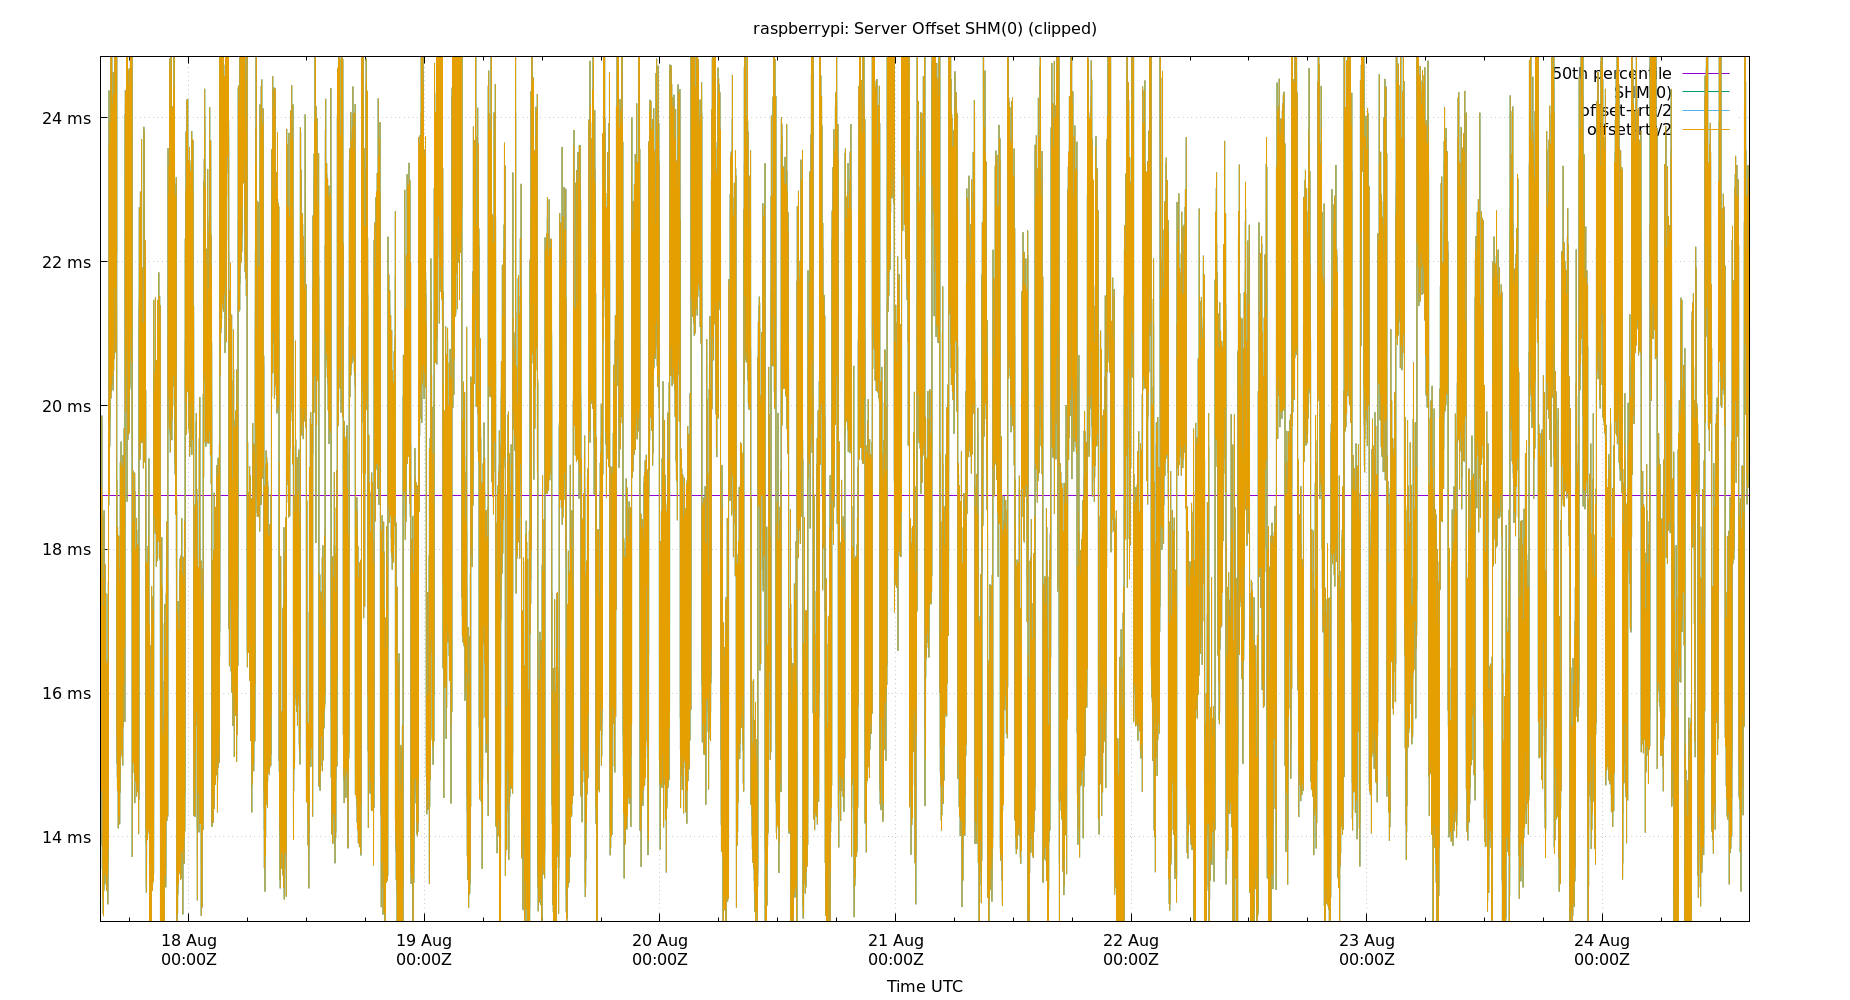 raspberrypi: Server Offset SHM(0) (clipped)
50th percentile
SHM(0)
offset+rtt/2
offset-rtt/2
24 ms
22 ms
20 ms
18 ms
16 ms
14 ms
18 Aug 19 Aug 20 Aug 21 Aug 22 Aug 23 Aug 24 Aug
00:00Z 00:00Z 00:00Z 00:00Z 00:00Z 00:00Z 00:00Z
Time UTC